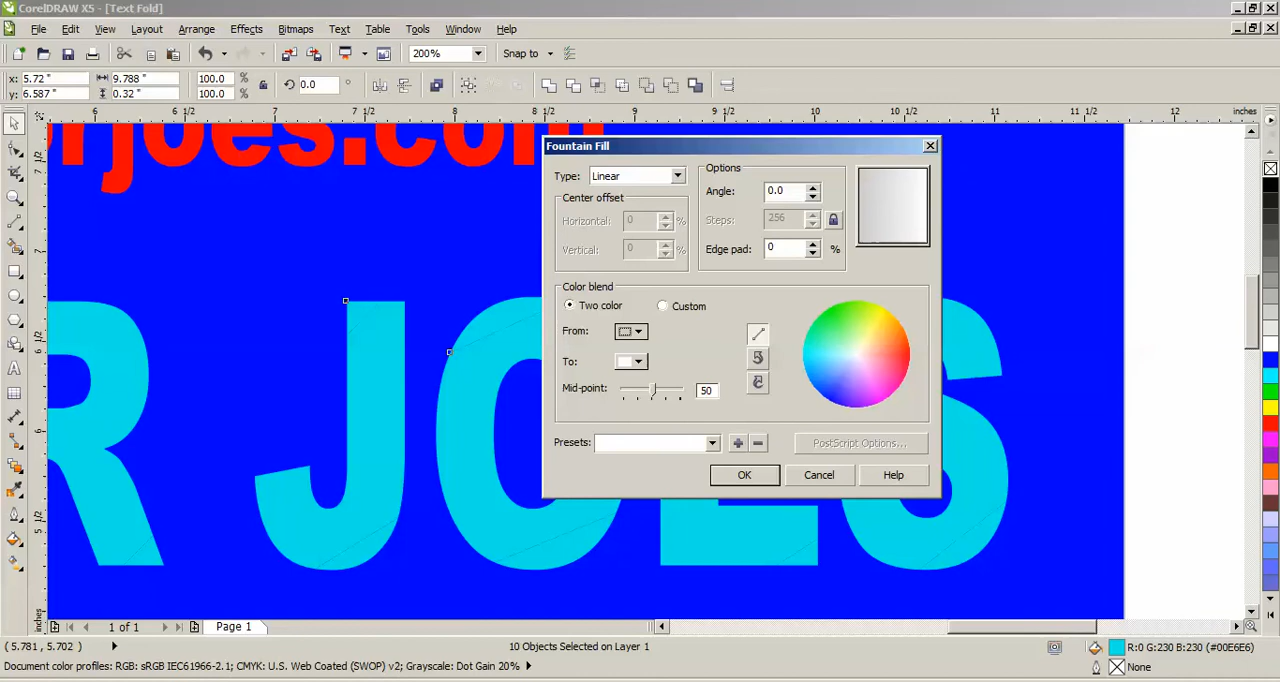 CorelDRAW X5 - [Text Fold]
File Edit View Layout Arrange Effects Bitmaps Text Table Tools Window Help
200% Snap to
x: 5.72 " 9.788 " 100.0 % 0.0 °
y: 6.587 " 0.32 " 100.0 %
6 6 1/2 7 7 1/2 8 8 1/2 9 9 1/2 10 10 1/2 11 11 1/2 12 inches
orjoes.com
R JOES
Fountain Fill
Type: Linear
Center offset
Horizontal: 0 %
Vertical: 0 %
Options
Angle: 0.0
Steps: 256
Edge pad: 0 %
Color blend
Two color Custom
From:
To:
Mid-point: 50
Presets:
PostScript Options...
OK Cancel Help
inches
1 of 1 Page 1
( 5.781 , 5.702 ) 10 Objects Selected on Layer 1 R:0 G:230 B:230 (#00E6E6)
Document color profiles: RGB: sRGB IEC61966-2.1; CMYK: U.S. Web Coated (SWOP) v2; Grayscale: Dot Gain 20% None